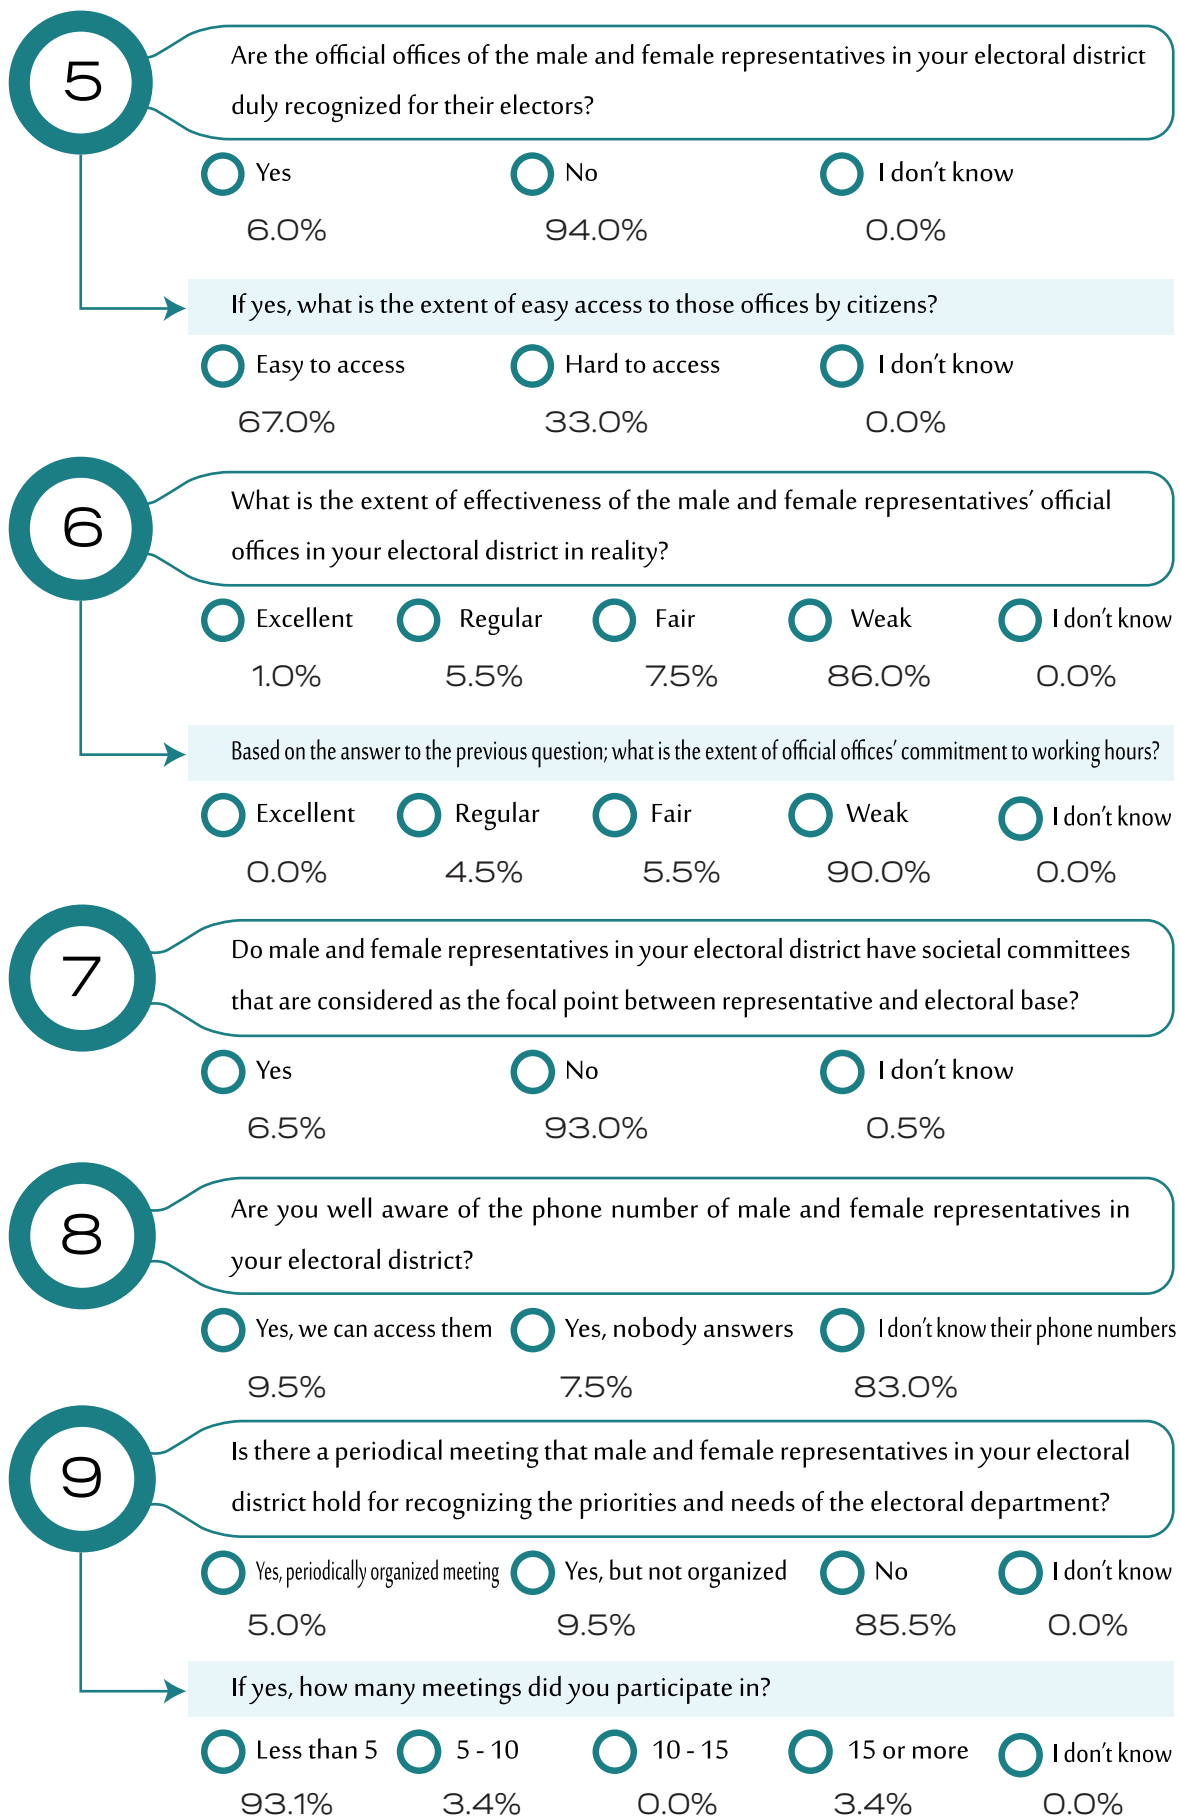 5
Are the official offices of the male and female representatives in your electoral district
duly recognized for their electors?
Yes No I don't know
6.0% 94.0% 0.0%
If yes, what is the extent of easy access to those offices by citizens?
Easy to access Hard to access I don't know
67.0% 33.0% 0.0%
6
What is the extent of effectiveness of the male and female representatives' official
offices in your electoral district in reality?
Excellent Regular Fair Weak I don't know
1.0% 5.5% 7.5% 86.0% 0.0%
Based on the answer to the previous question; what is the extent of official offices' commitment to working hours?
Excellent Regular Fair Weak I don't know
0.0% 4.5% 5.5% 90.0% 0.0%
7
Do male and female representatives in your electoral district have societal committees
that are considered as the focal point between representative and electoral base?
Yes No I don't know
6.5% 93.0% 0.5%
8
Are you well aware of the phone number of male and female representatives in
your electoral district?
Yes, we can access them Yes, nobody answers I don't know their phone numbers
9.5% 7.5% 83.0%
9
Is there a periodical meeting that male and female representatives in your electoral
district hold for recognizing the priorities and needs of the electoral department?
Yes, periodically organized meeting Yes, but not organized No I don't know
5.0% 9.5% 85.5% 0.0%
If yes, how many meetings did you participate in?
Less than 5 5 - 10 10 - 15 15 or more I don't know
93.1% 3.4% 0.0% 3.4% 0.0%